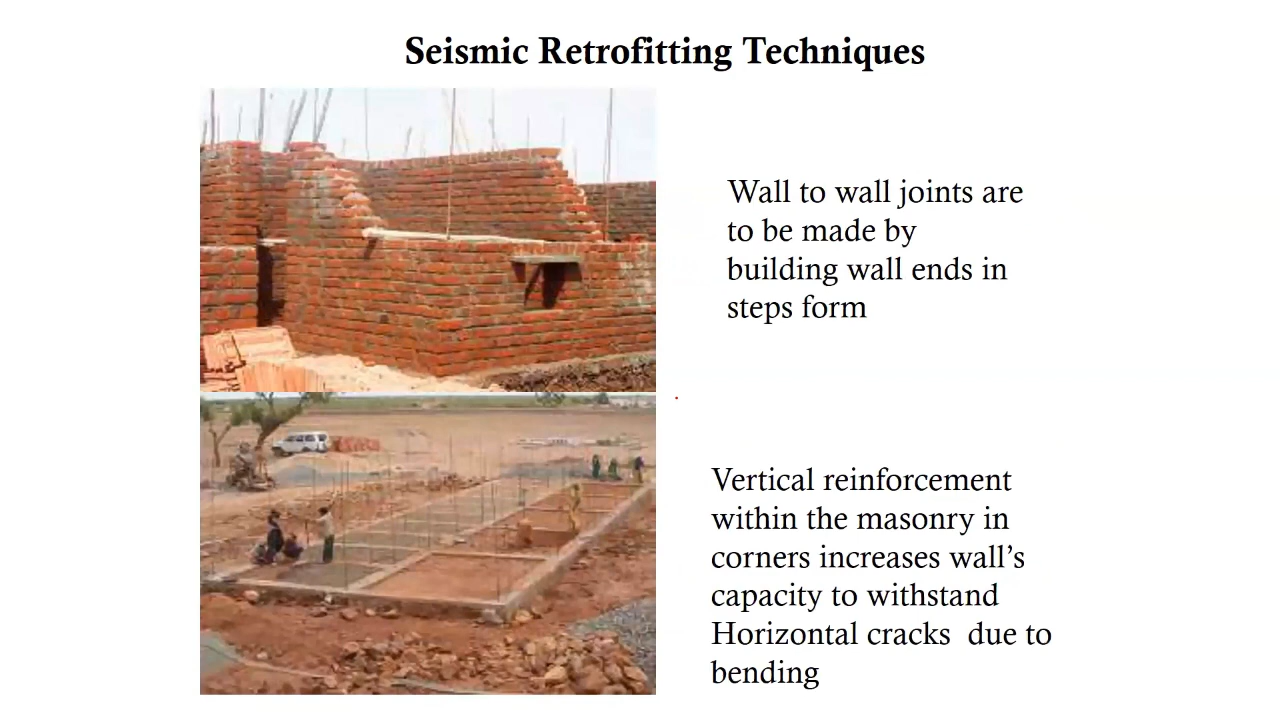 Seismic Retrofitting Techniques
Wall to wall joints are
to be made by
building wall ends in
steps form
Vertical reinforcement
within the masonry in
corners increases wall’s
capacity to withstand
Horizontal cracks  due to
bending